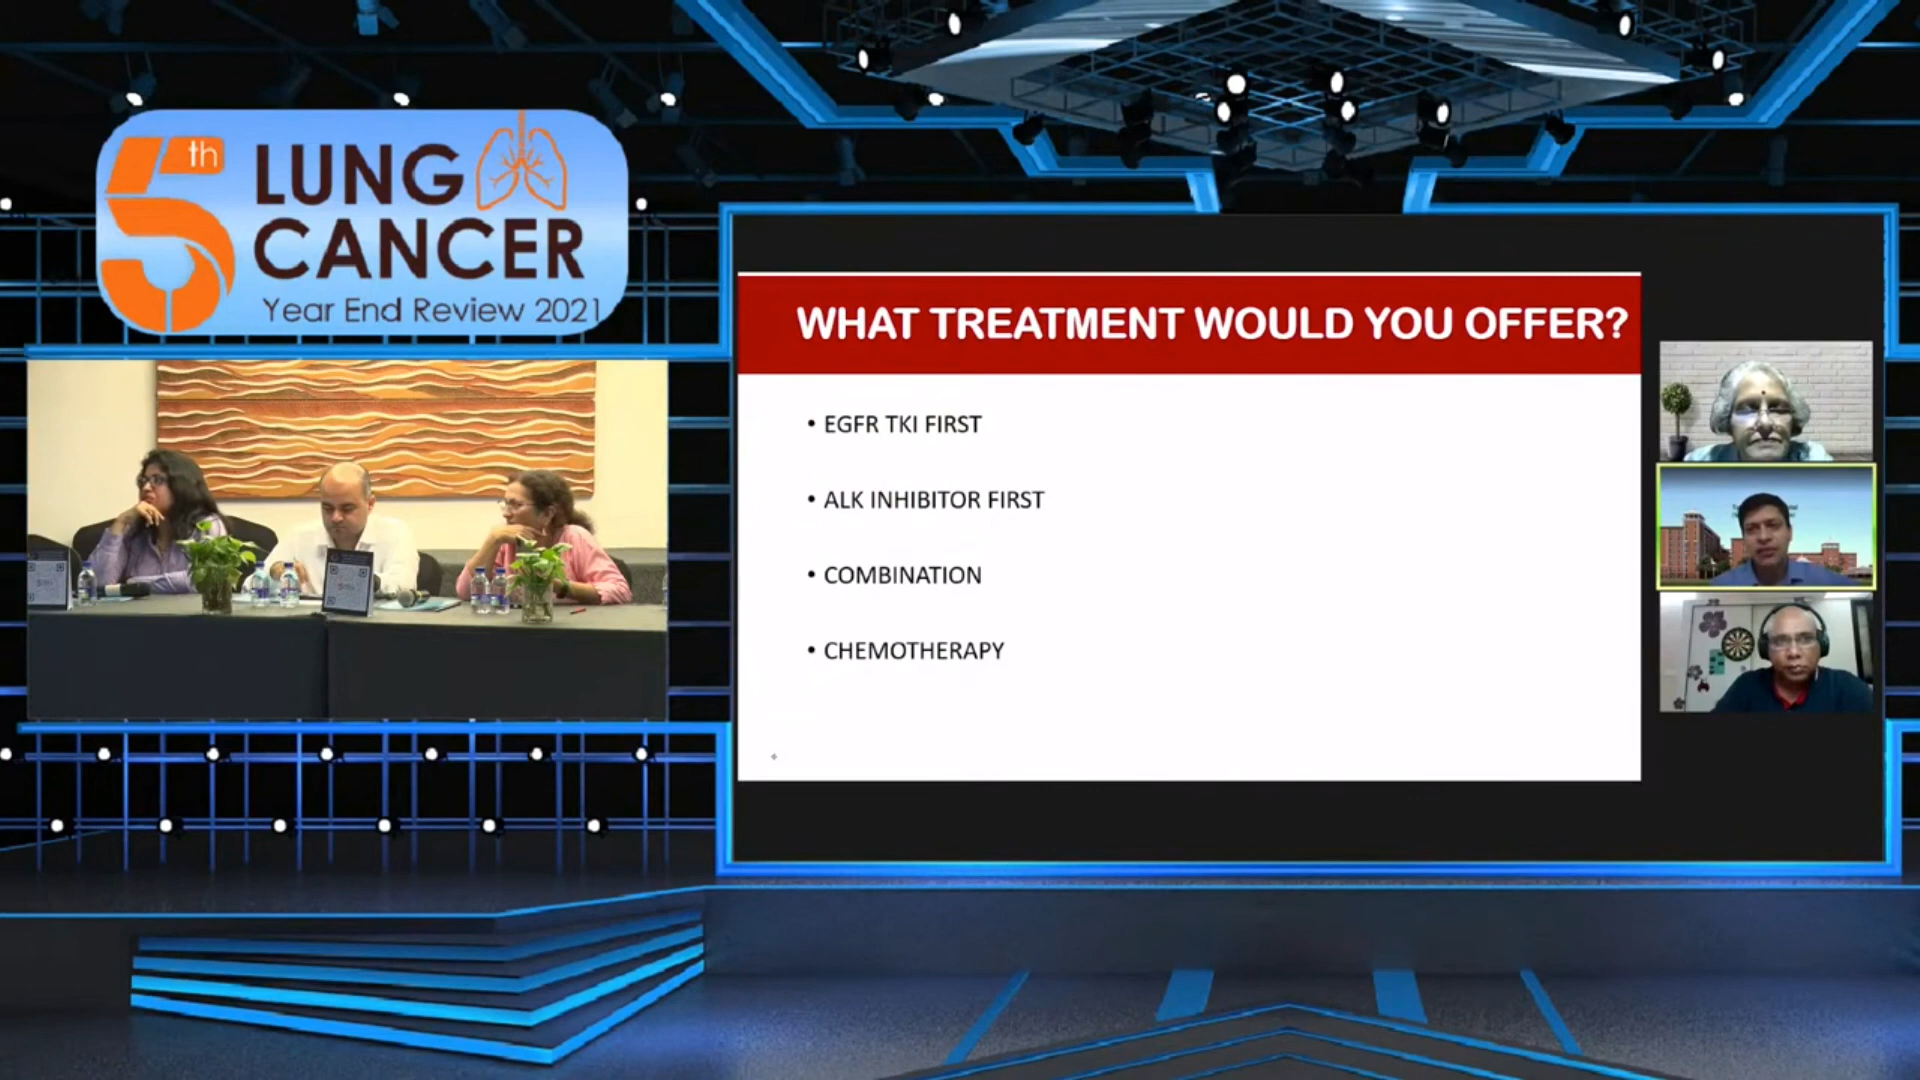 5th
LUNG
CANCER
Year End Review 2021
WHAT TREATMENT WOULD YOU OFFER?
• EGFR TKI FIRST
• ALK INHIBITOR FIRST
• COMBINATION
• CHEMOTHERAPY